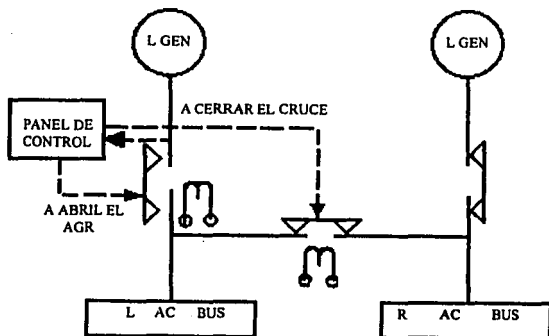 L GEN
L GEN
A CERRAR EL CRUCE
PANEL DE
CONTROL
A ABRIL EL
AGR
L AC BUS
R AC BUS